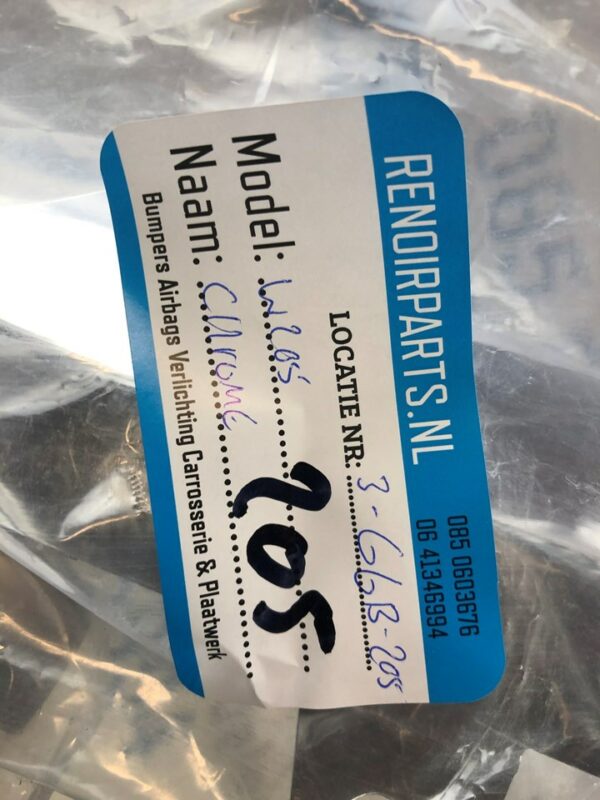 RENOIRPARTS.NL
085 0603676
06 41346994
LOCATIE NR: 3-GGB-205
Model: W205
Naam: CHROME
205
Bumpers Airbags Verlichting Carrosserie & Plaatwerk